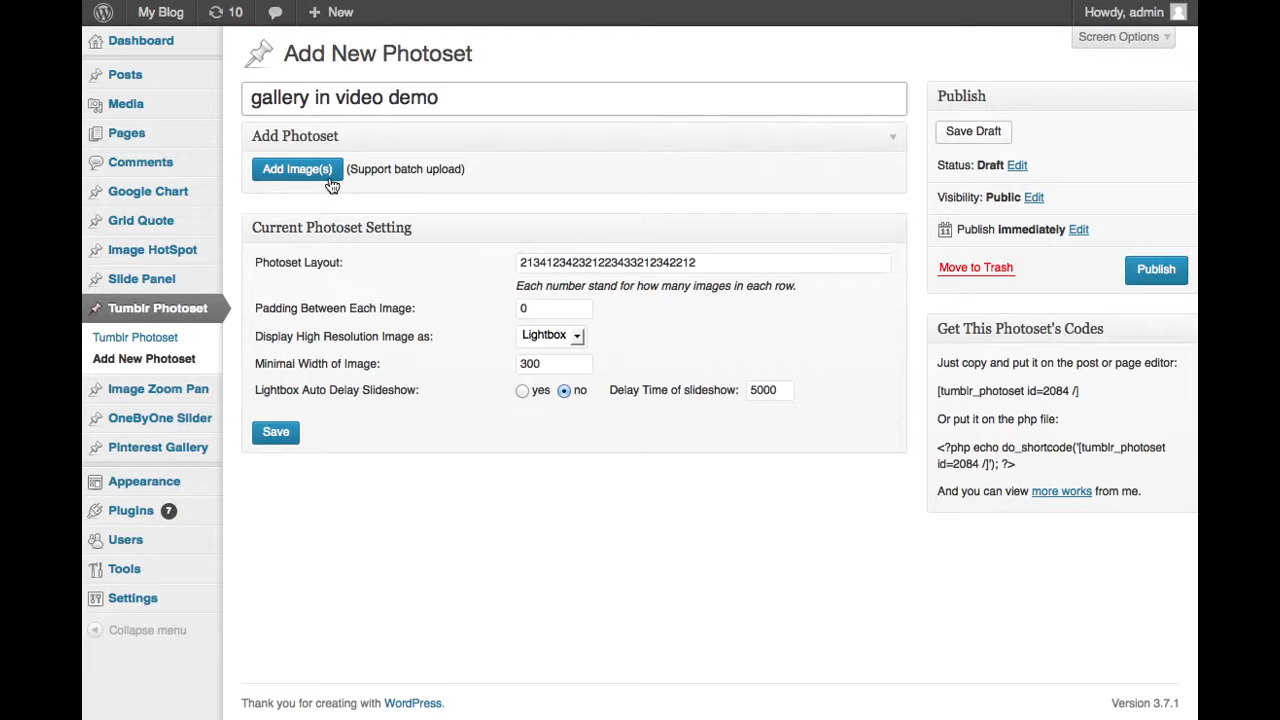 My Blog 10 New Howdy, admin
Screen Options
Dashboard
Posts
Media
Pages
Comments
Google Chart
Grid Quote
Image HotSpot
Slide Panel
Tumblr Photoset
Tumblr Photoset
Add New Photoset
Image Zoom Pan
OneByOne Slider
Pinterest Gallery
Appearance
Plugins 7
Users
Tools
Settings
Collapse menu
Add New Photoset
gallery in video demo
Add Photoset
Add Image(s) (Support batch upload)
Current Photoset Setting
Photoset Layout: 2134123423212234332123422​12
Each number stand for how many images in each row.
Padding Between Each Image: 0
Display High Resolution Image as: Lightbox
Minimal Width of Image: 300
Lightbox Auto Delay Slideshow: yes no Delay Time of slideshow: 5000
Save
Publish
Save Draft
Status: Draft Edit
Visibility: Public Edit
11 Publish immediately Edit
Move to Trash Publish
Get This Photoset's Codes
Just copy and put it on the post or page editor:
[tumblr_photoset id=2084 /]
Or put it on the php file:
<?php echo do_shortcode('[tumblr_photoset
id=2084 /]'); ?>
And you can view more works from me.
Thank you for creating with WordPress. Version 3.7.1